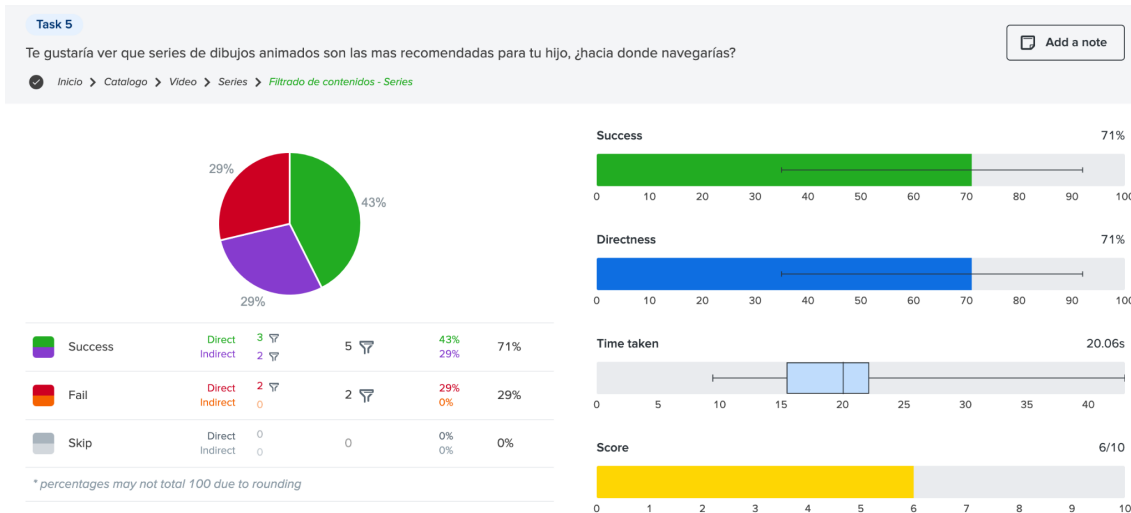 Task 5
Te gustaría ver que series de dibujos animados son las mas recomendadas para tu hijo, ¿hacia donde navegarías?
Add a note
Inicio > Catalogo > Video > Series > Filtrado de contenidos - Series
29%
43%
29%
Success Direct 3 5 43% 71%
Indirect 2 29%
Fail Direct 2 2 29% 29%
Indirect 0 0%
Skip Direct 0 0 0% 0%
Indirect 0 0%
* percentages may not total 100 due to rounding
Success 71%
0 10 20 30 40 50 60 70 80 90 100
Directness 71%
0 10 20 30 40 50 60 70 80 90 100
Time taken 20.06s
0 5 10 15 20 25 30 35 40
Score 6/10
0 1 2 3 4 5 6 7 8 9 10